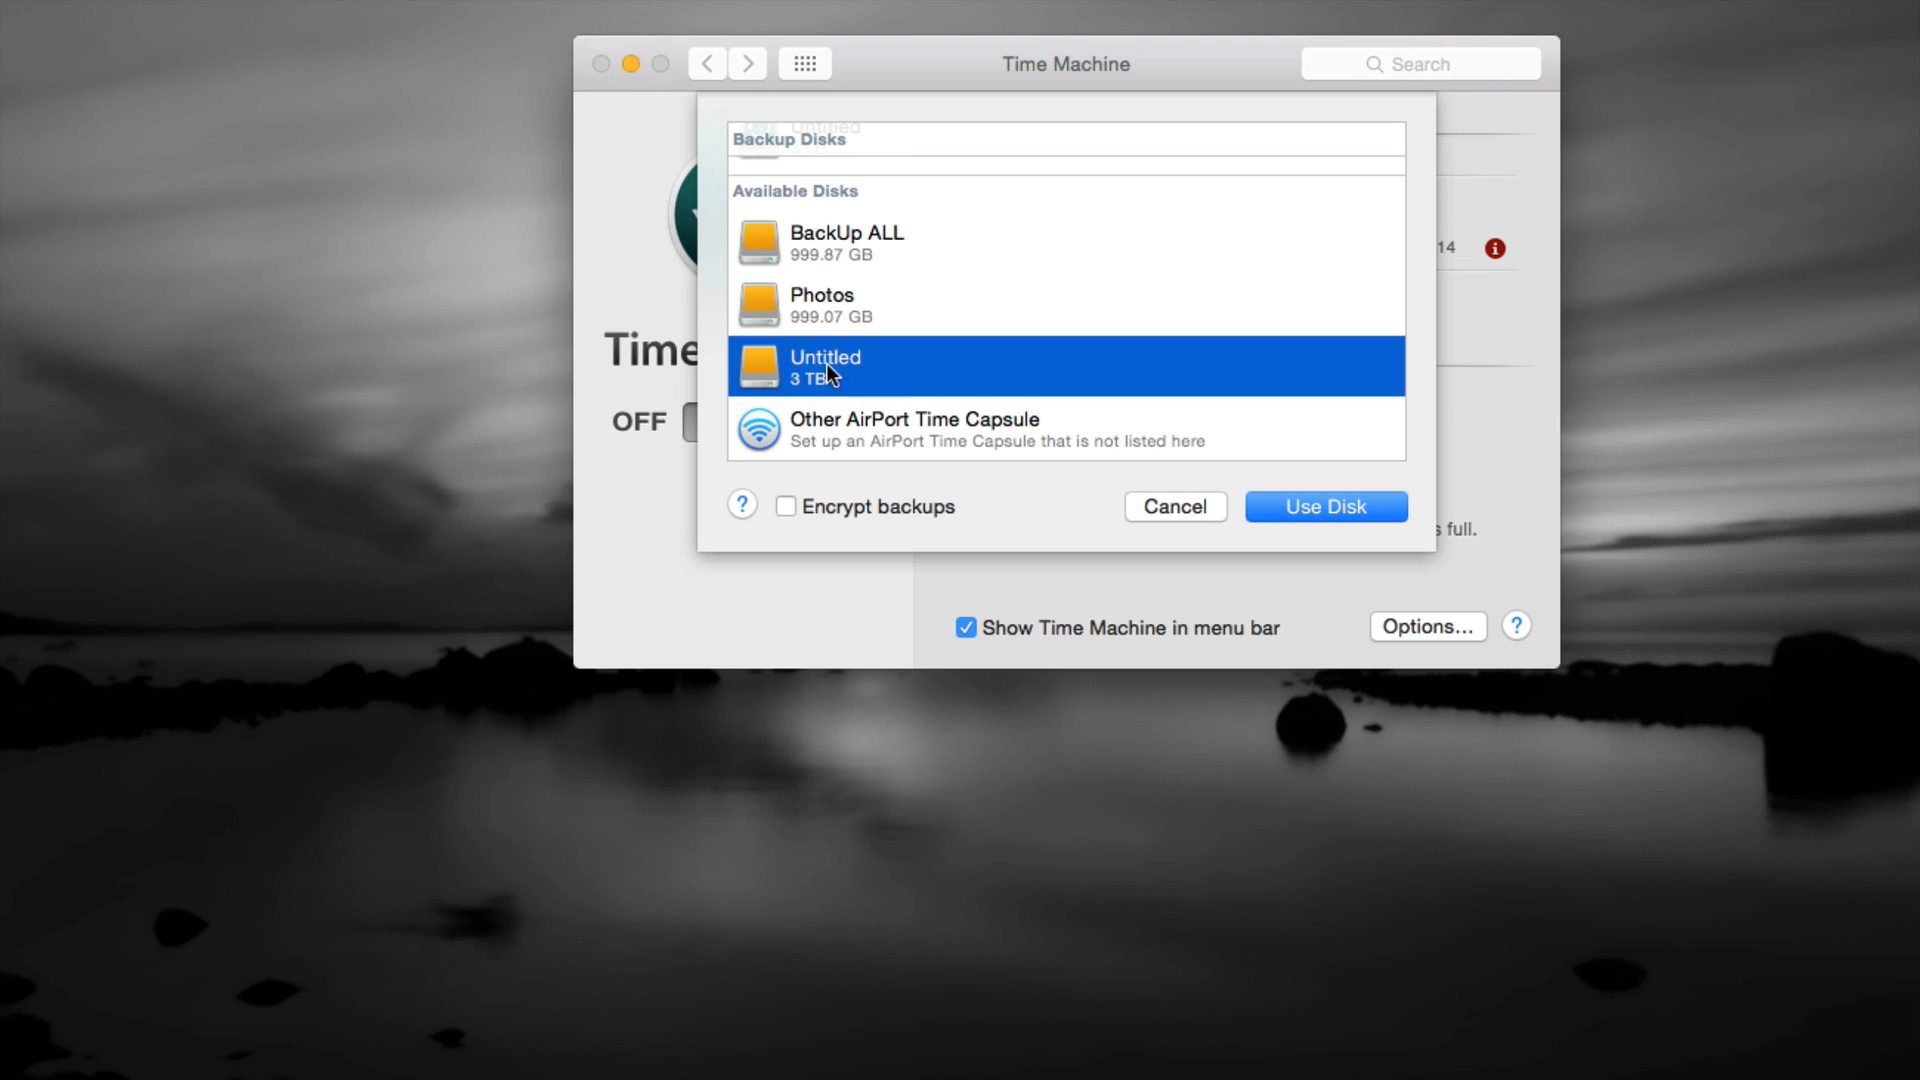 Time Machine
Search
Untitled
Backup Disks
Available Disks
BackUp ALL
999.87 GB
Photos
999.07 GB
Untitled
3 TB
Other AirPort Time Capsule
Set up an AirPort Time Capsule that is not listed here
14
Time
OFF
? Encrypt backups
Cancel
Use Disk
s full.
Show Time Machine in menu bar
Options...
?